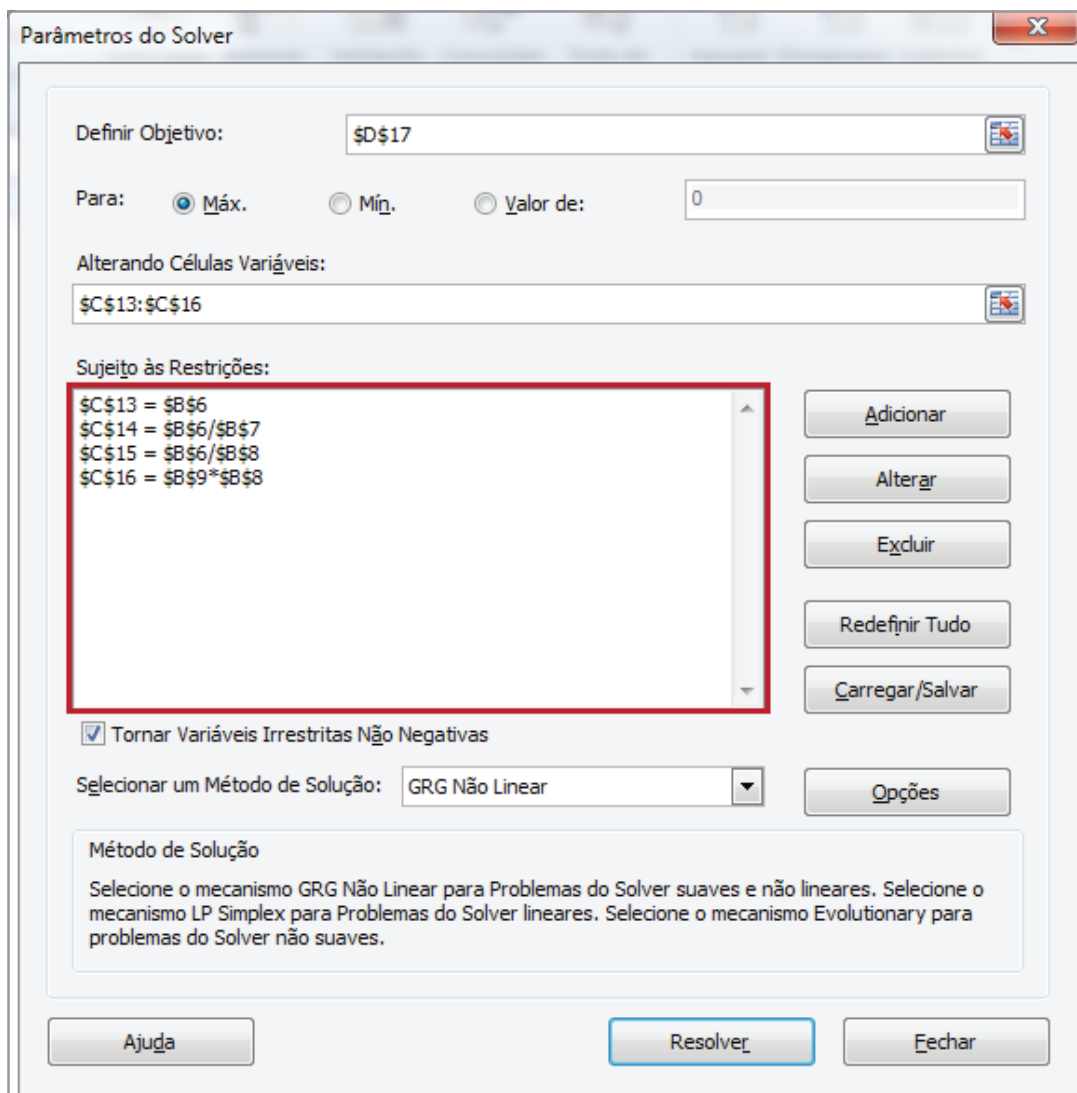 Parâmetros do Solver
Definir Objetivo: $D$17
Para: Máx. Mín. Valor de: 0
Alterando Células Variáveis:
$C$13:$C$16
Sujeito às Restrições:
$C$13 = $B$6
$C$14 = $B$6/$B$7
$C$15 = $B$6/$B$8
$C$16 = $B$9*$B$8
Adicionar
Alterar
Excluir
Redefinir Tudo
Carregar/Salvar
Tornar Variáveis Irrestritas Não Negativas
Selecionar um Método de Solução: GRG Não Linear
Opções
Método de Solução
Selecione o mecanismo GRG Não Linear para Problemas do Solver suaves e não lineares. Selecione o
mecanismo LP Simplex para Problemas do Solver lineares. Selecione o mecanismo Evolutionary para
problemas do Solver não suaves.
Ajuda Resolver Fechar